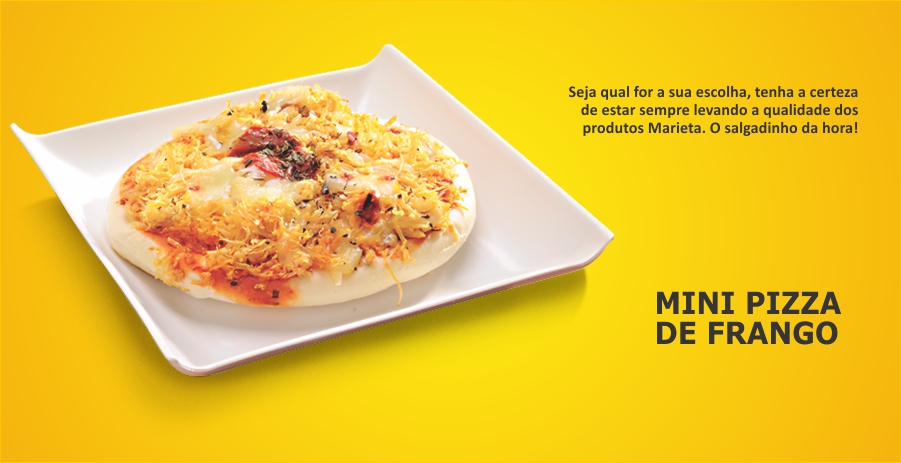 Seja qual for a sua escolha, tenha a certeza
de estar sempre levando a qualidade dos
produtos Marieta. O salgadinho da hora!
MINI PIZZA
DE FRANGO